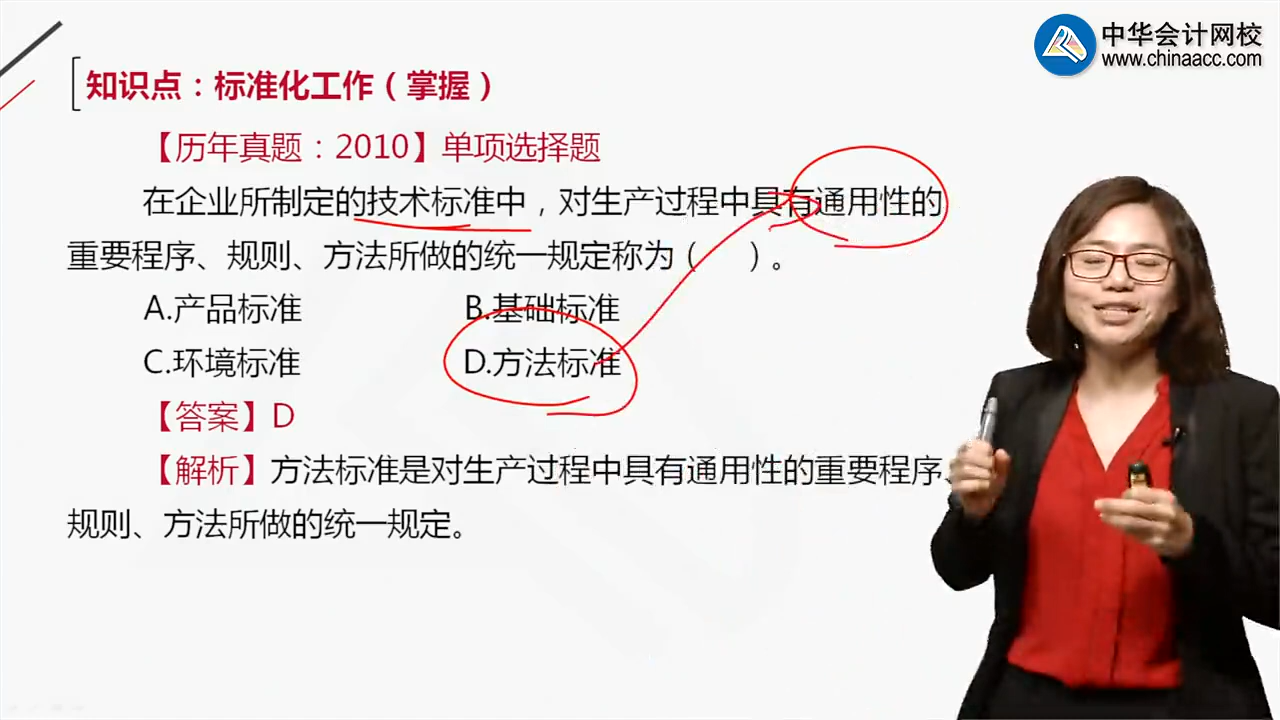 中华会计网校
www.chinaacc.com
知识点：标准化工作（掌握）
【历年真题：2010】单项选择题
在企业所制定的技术标准中，对生产过程中具有通用性的
重要程序、规则、方法所做的统一规定称为（　）。
A.产品标准 B.基础标准
C.环境标准 D.方法标准
【答案】D
【解析】方法标准是对生产过程中具有通用性的重要程序、
规则、方法所做的统一规定。